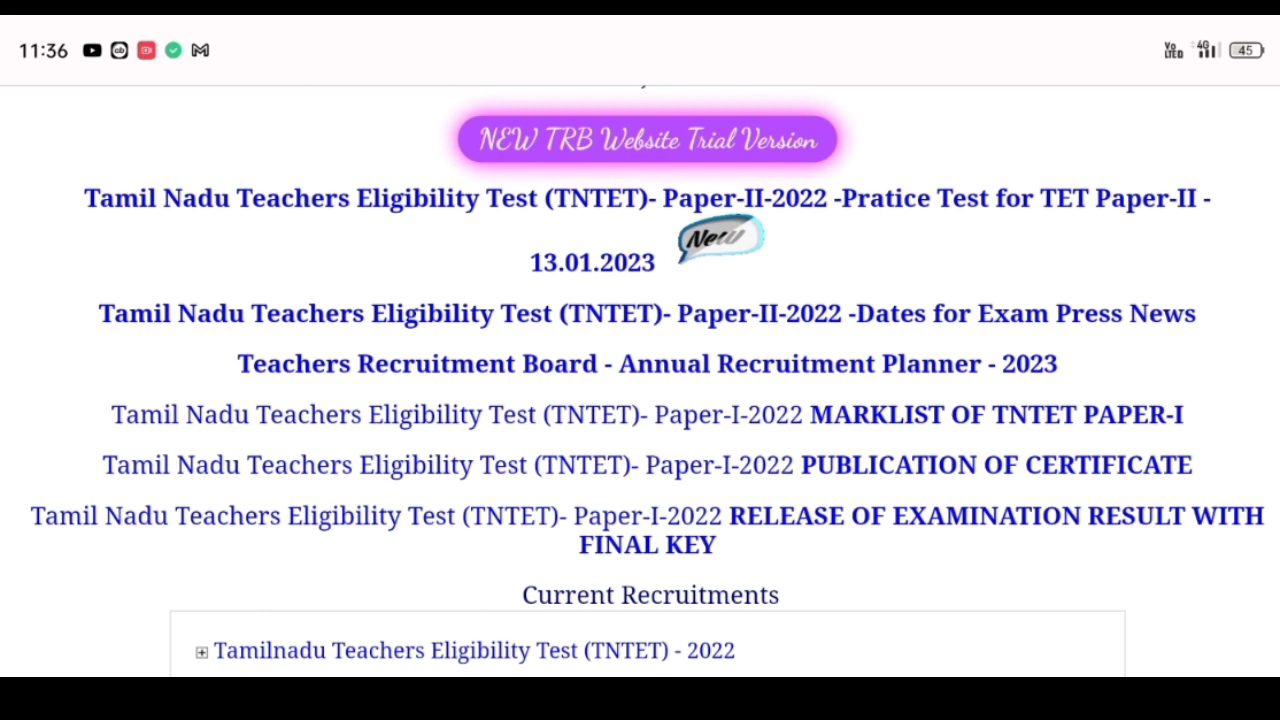 11:36
Vo LTED 4G 45
NEW TRB Website Trial Version
Tamil Nadu Teachers Eligibility Test (TNTET)- Paper-II-2022 -Pratice Test for TET Paper-II -
13.01.2023 New
Tamil Nadu Teachers Eligibility Test (TNTET)- Paper-II-2022 -Dates for Exam Press News
Teachers Recruitment Board - Annual Recruitment Planner - 2023
Tamil Nadu Teachers Eligibility Test (TNTET)- Paper-I-2022 MARKLIST OF TNTET PAPER-I
Tamil Nadu Teachers Eligibility Test (TNTET)- Paper-I-2022 PUBLICATION OF CERTIFICATE
Tamil Nadu Teachers Eligibility Test (TNTET)- Paper-I-2022 RELEASE OF EXAMINATION RESULT WITH
FINAL KEY
Current Recruitments
Tamilnadu Teachers Eligibility Test (TNTET) - 2022